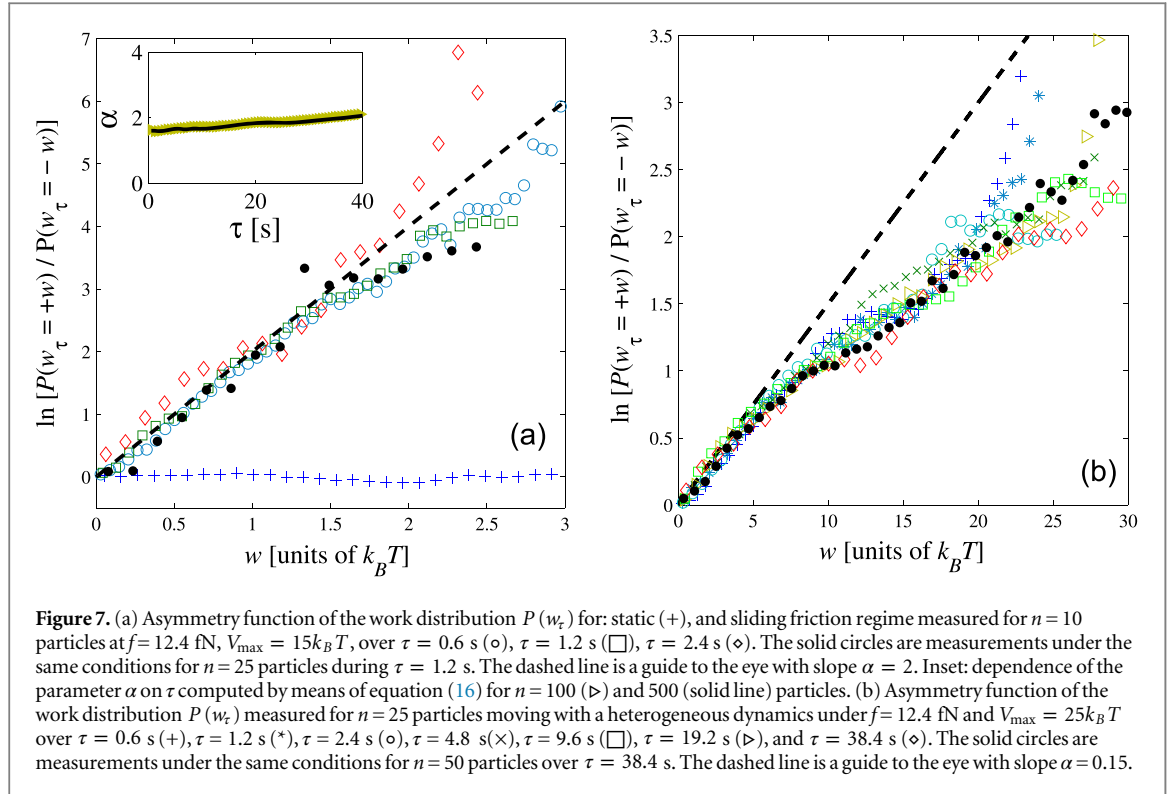 7
6
5
4
3
2
1
0
0 0.5 1 1.5 2 2.5 3
w [units of k_BT]
ln [P(w_τ = +w) / P(w_τ = − w)]
4
2
0
0 20 40
α
τ [s]
(a)
3.5
3
2.5
2
1.5
1
0.5
0
0 5 10 15 20 25 30
w [units of k_BT]
ln [P(w_τ = +w) / P(w_τ = − w)]
(b)
Figure 7. (a) Asymmetry function of the work distribution P (w_τ) for: static (+), and sliding friction regime measured for n = 10
particles at f = 12.4 fN, V_max = 15k_BT, over τ = 0.6 s (∘), τ = 1.2 s (□), τ = 2.4 s (⋄). The solid circles are measurements under the
same conditions for n = 25 particles during τ = 1.2 s. The dashed line is a guide to the eye with slope α = 2. Inset: dependence of the
parameter α on τ computed by means of equation (16) for n = 100 (▹) and 500 (solid line) particles. (b) Asymmetry function of the
work distribution P (w_τ) measured for n = 25 particles moving with a heterogeneous dynamics under f = 12.4 fN and V_max = 25k_BT
over τ = 0.6 s (+), τ = 1.2 s (*), τ = 2.4 s (∘), τ = 4.8 s(×), τ = 9.6 s (□), τ = 19.2 s (▹), and τ = 38.4 s (⋄). The solid circles are
measurements under the same conditions for n = 50 particles over τ = 38.4 s. The dashed line is a guide to the eye with slope α = 0.15.